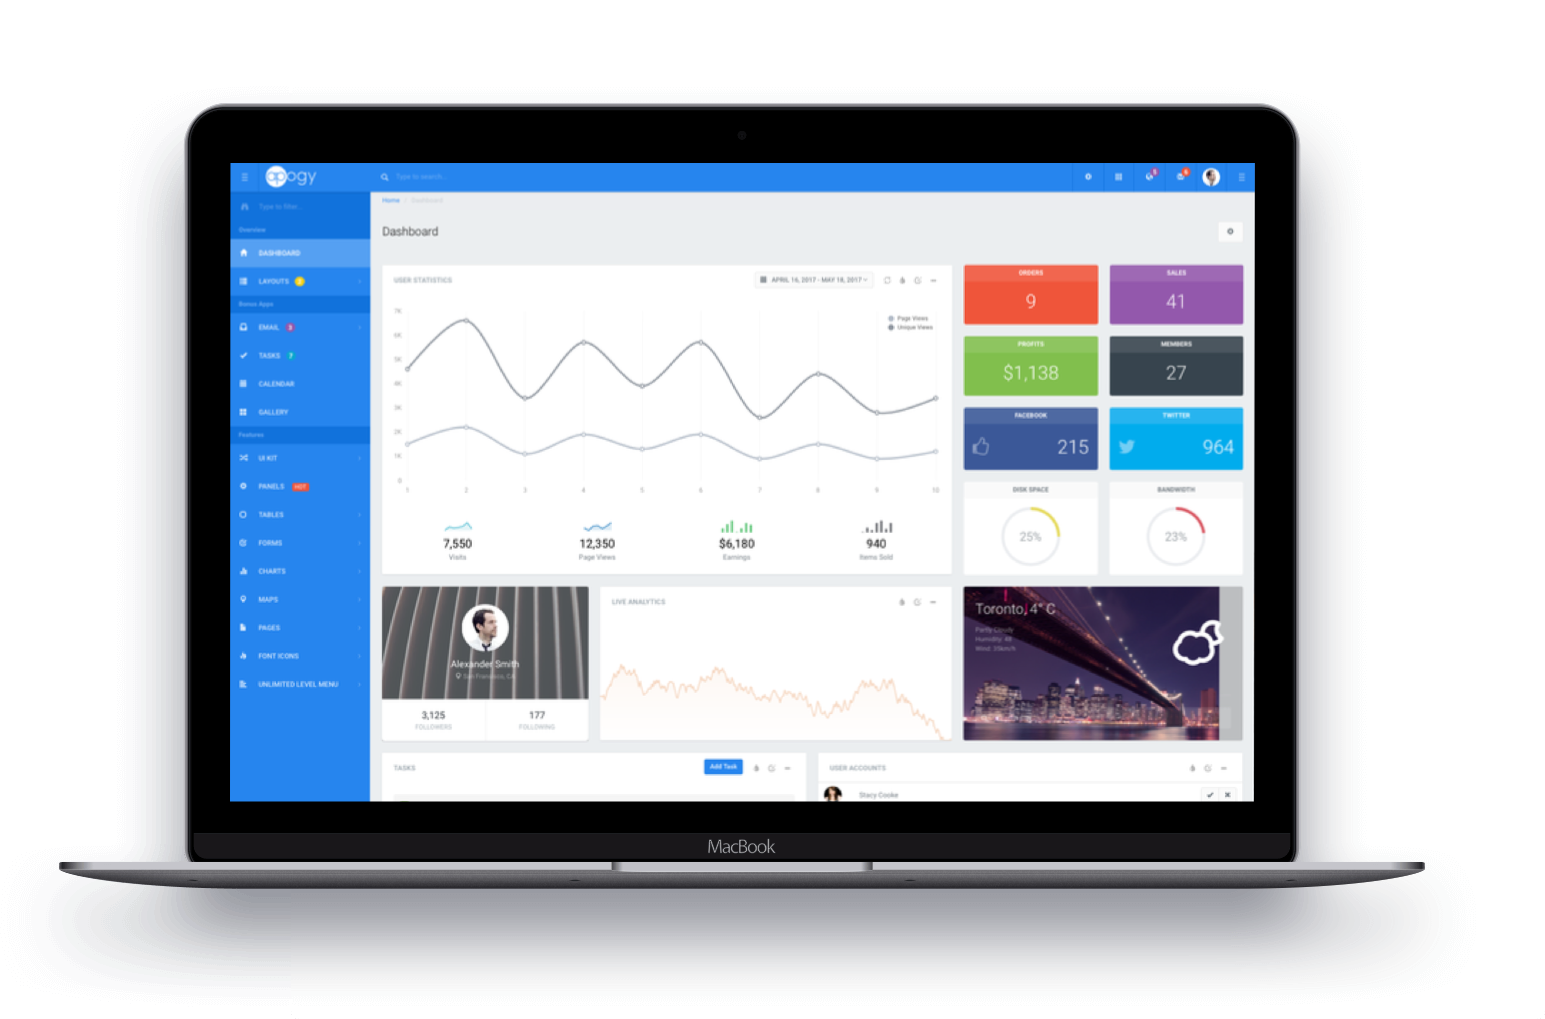 apogy
Type to search...
Home / Dashboard
Type to filter...
Overview
DASHBOARD
LAYOUTS
Bonus Apps
EMAIL 3
TASKS 7
CALENDAR
GALLERY
Features
UI KIT
PANELS HOT
TABLES
FORMS
CHARTS
MAPS
PAGES
FONT ICONS
UNLIMITED LEVEL MENU
Dashboard
USER STATISTICS
APRIL 16, 2017 - MAY 18, 2017
Page Views
Unique Views
7K
6K
5K
4K
3K
2K
1K
0
1 2 3 4 5 6 7 8 9 10
7,550
Visits
12,350
Page Views
$6,180
Earnings
940
Items Sold
ORDERS
9
SALES
41
PROFITS
$1,138
MEMBERS
27
FACEBOOK
215
TWITTER
964
DISK SPACE
25%
BANDWIDTH
23%
Alexander Smith
San Francisco, CA
3,125
FOLLOWERS
177
FOLLOWING
LIVE ANALYTICS
Toronto, 4° C
Partly Cloudy
Humidity: 88
Wind: 39km/h
TASKS
Add Task
USER ACCOUNTS
Stacy Cooke
MacBook